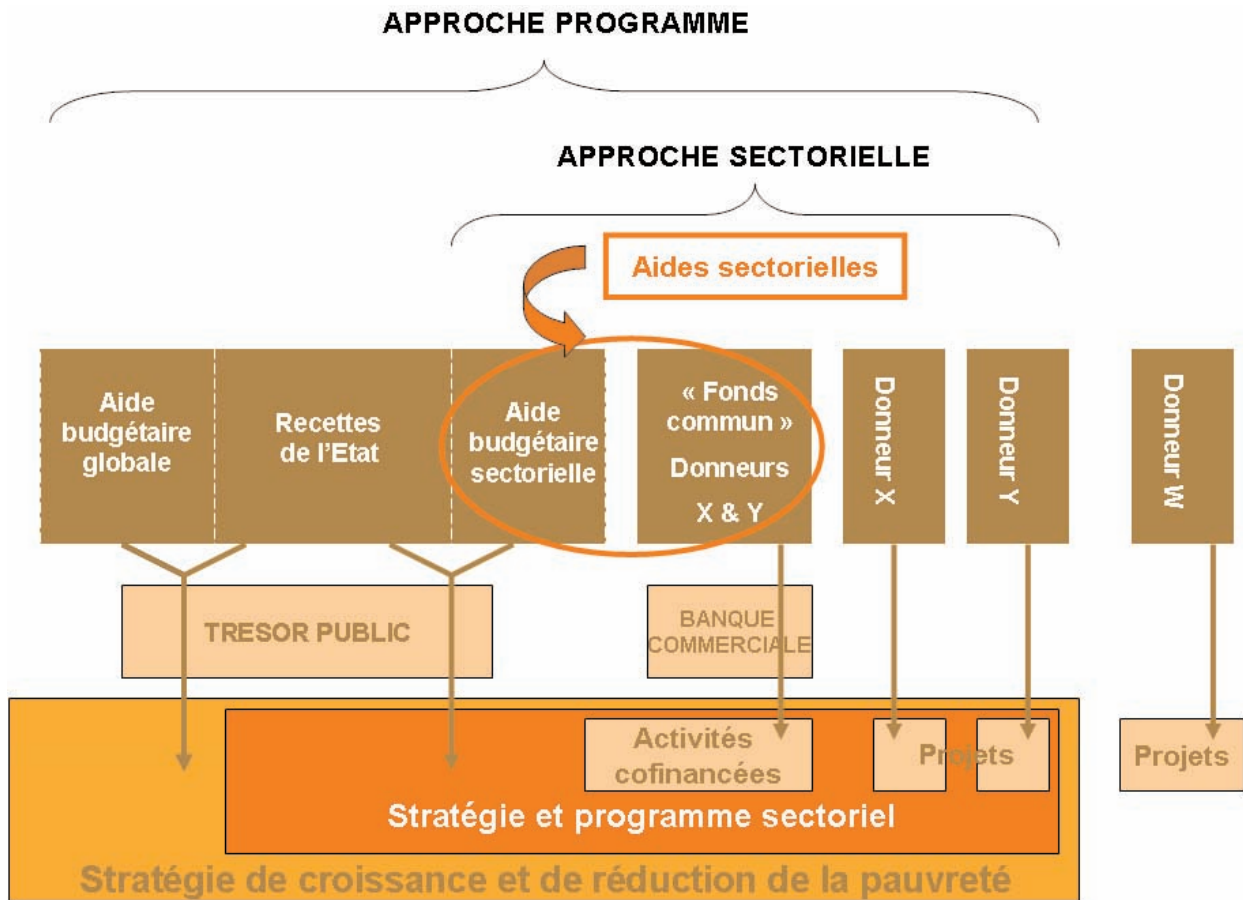 APPROCHE PROGRAMME
APPROCHE SECTORIELLE
Aides sectorielles
Aide
budgétaire
globale
Recettes
de l'Etat
Aide
budgétaire
sectorielle
« Fonds
commun »
Donneurs
X & Y
Donneur X
Donneur Y
Donneur W
TRESOR PUBLIC
BANQUE
COMMERCIALE
Activités
cofinancées
Projets
Projets
Stratégie et programme sectoriel
Stratégie de croissance et de réduction de la pauvreté